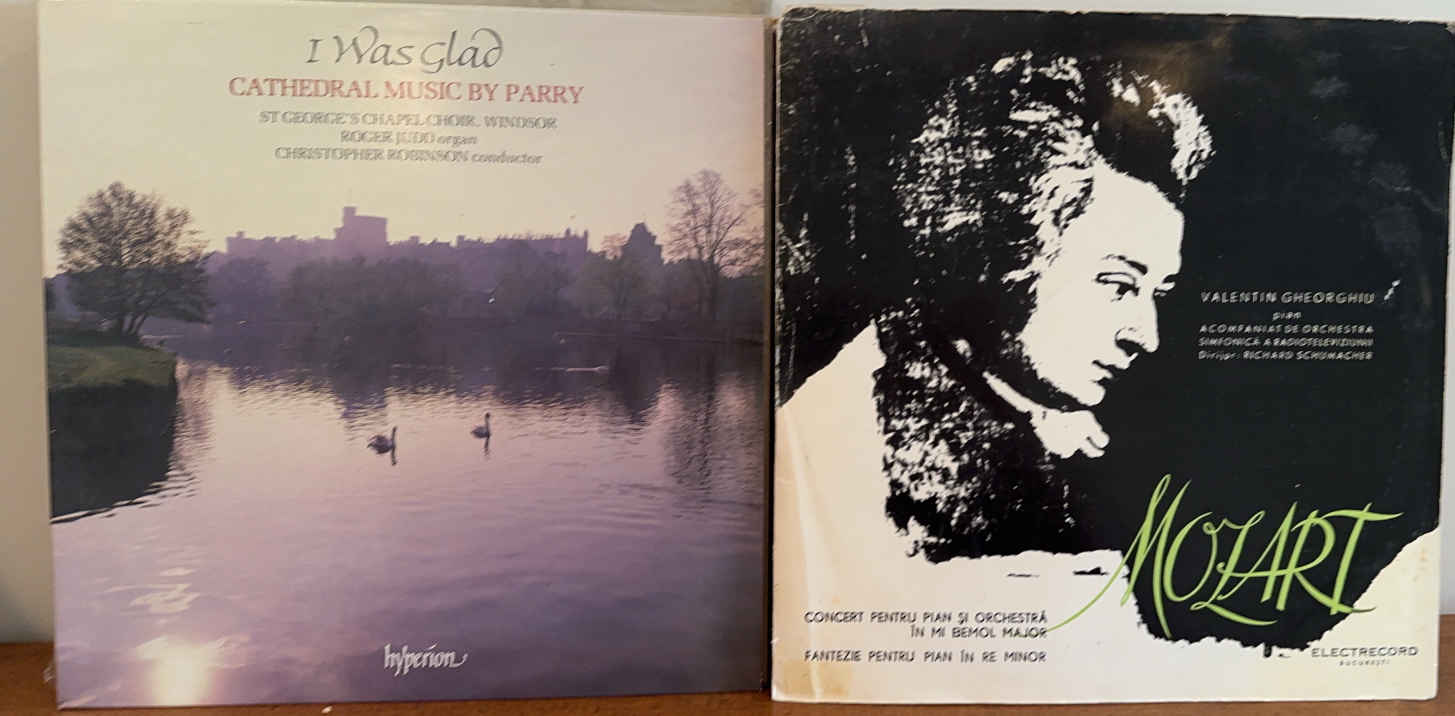 I Was Glad
CATHEDRAL MUSIC BY PARRY
ST GEORGE'S CHAPEL CHOIR, WINDSOR
ROGER JUDD organ
CHRISTOPHER ROBINSON conductor
hyperion
VALENTIN GHEORGHIU
pian
ACOMPANIAT DE ORCHESTRA
SIMFONICĂ A RADIOTELEVIZIUNII
Dirijor: RICHARD SCHUMACHER
MOZART
CONCERT PENTRU PIAN ȘI ORCHESTRĂ
ÎN MI BEMOL MAJOR
FANTEZIE PENTRU PIAN ÎN RE MINOR
ELECTRECORD
BUCUREȘTI